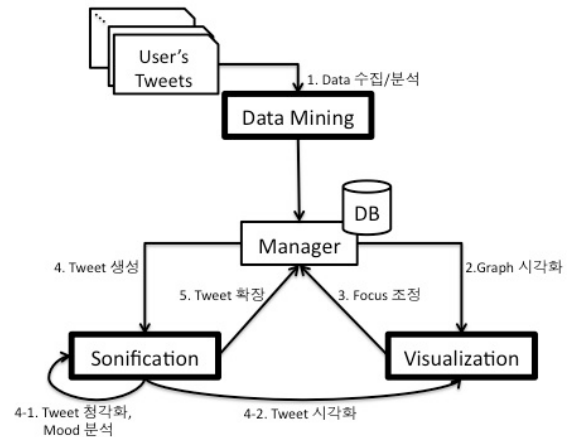 User's
Tweets
1. Data 수집/분석
Data Mining
DB
Manager
4. Tweet 생성
2.Graph 시각화
5. Tweet 확장
3. Focus 조정
Sonification
Visualization
4-1. Tweet 청각화,
Mood 분석
4-2. Tweet 시각화